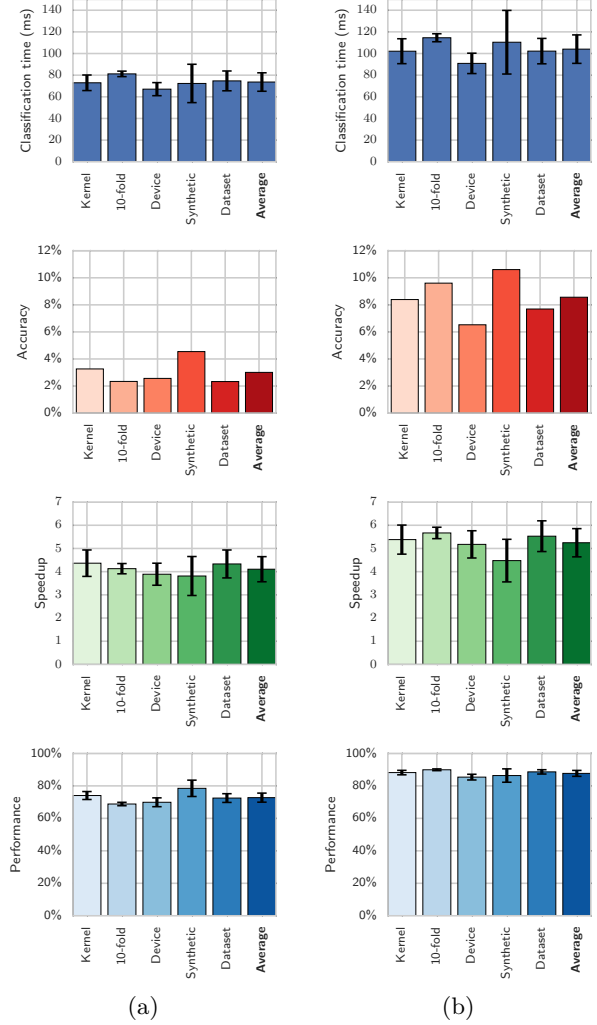 Classification time (ms)
140
120
100
80
60
40
20
0
Kernel
10-fold
Device
Synthetic
Dataset
Average
Classification time (ms)
140
120
100
80
60
40
20
0
Kernel
10-fold
Device
Synthetic
Dataset
Average
Accuracy
12%
10%
8%
6%
4%
2%
0%
Kernel
10-fold
Device
Synthetic
Dataset
Average
Accuracy
12%
10%
8%
6%
4%
2%
0%
Kernel
10-fold
Device
Synthetic
Dataset
Average
Speedup
7
6
5
4
3
2
1
0
Kernel
10-fold
Device
Synthetic
Dataset
Average
Speedup
7
6
5
4
3
2
1
0
Kernel
10-fold
Device
Synthetic
Dataset
Average
Performance
100%
80%
60%
40%
20%
0%
Kernel
10-fold
Device
Synthetic
Dataset
Average
Performance
100%
80%
60%
40%
20%
0%
Kernel
10-fold
Device
Synthetic
Dataset
Average
(a)
(b)